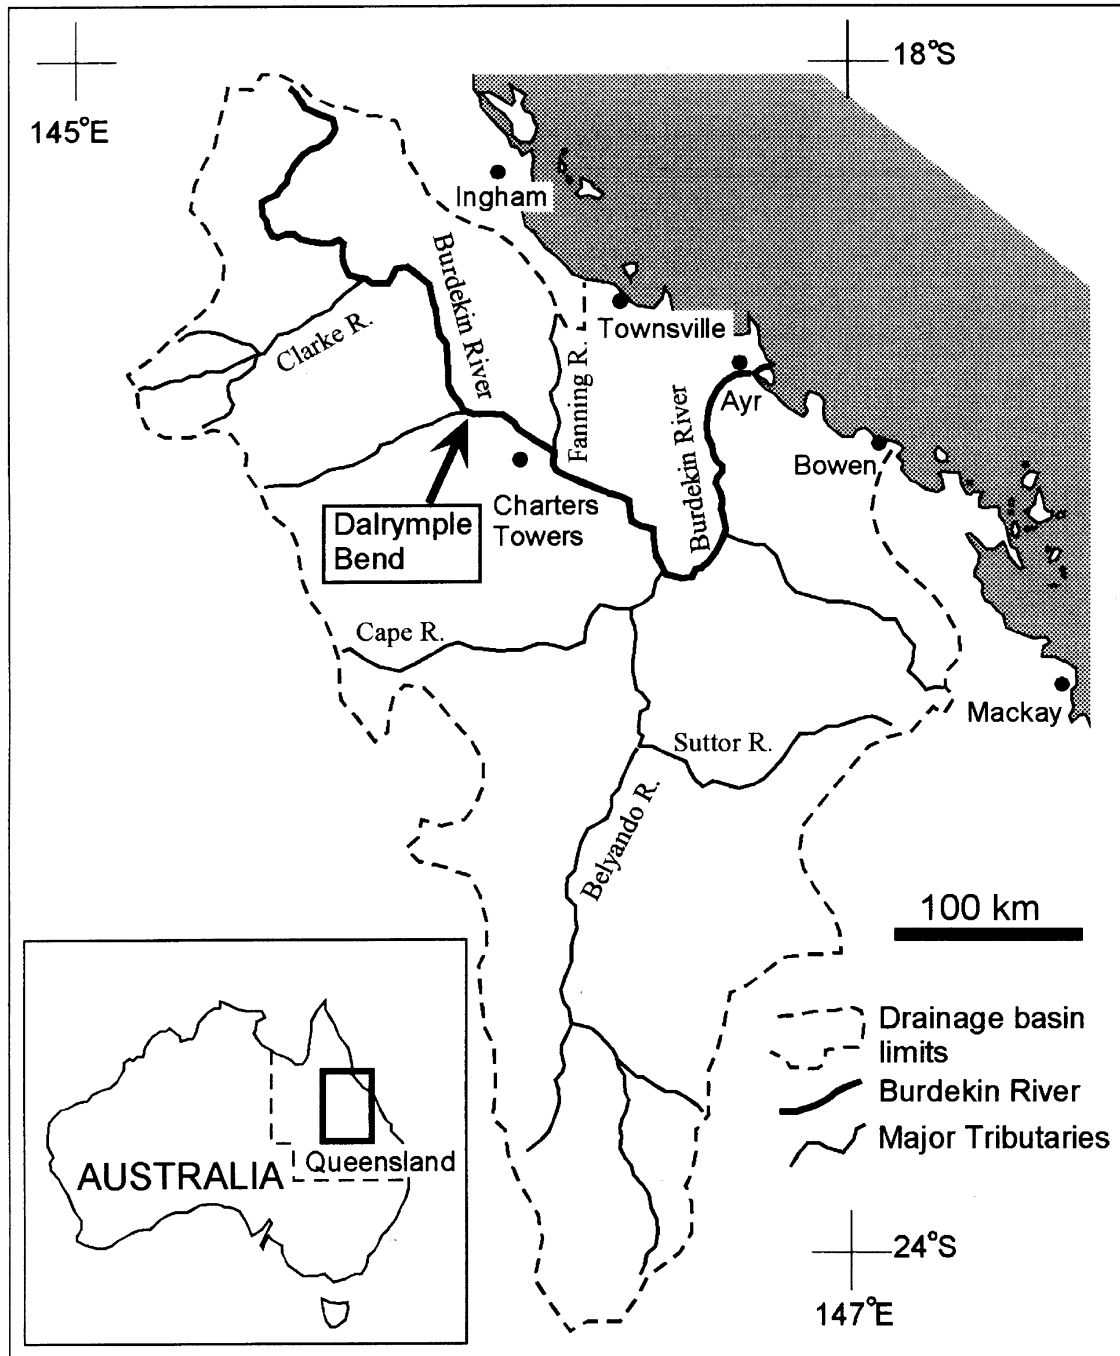 18°S
145°E
Ingham
Burdekin River
Townsville
Clarke R.
Fanning R.
Ayr
Burdekin River
Bowen
Charters
Towers
Dalrymple
Bend
Cape R.
Mackay
Suttor R.
Belyando R.
100 km
Drainage basin
limits
Burdekin River
Major Tributaries
AUSTRALIA
Queensland
24°S
147°E